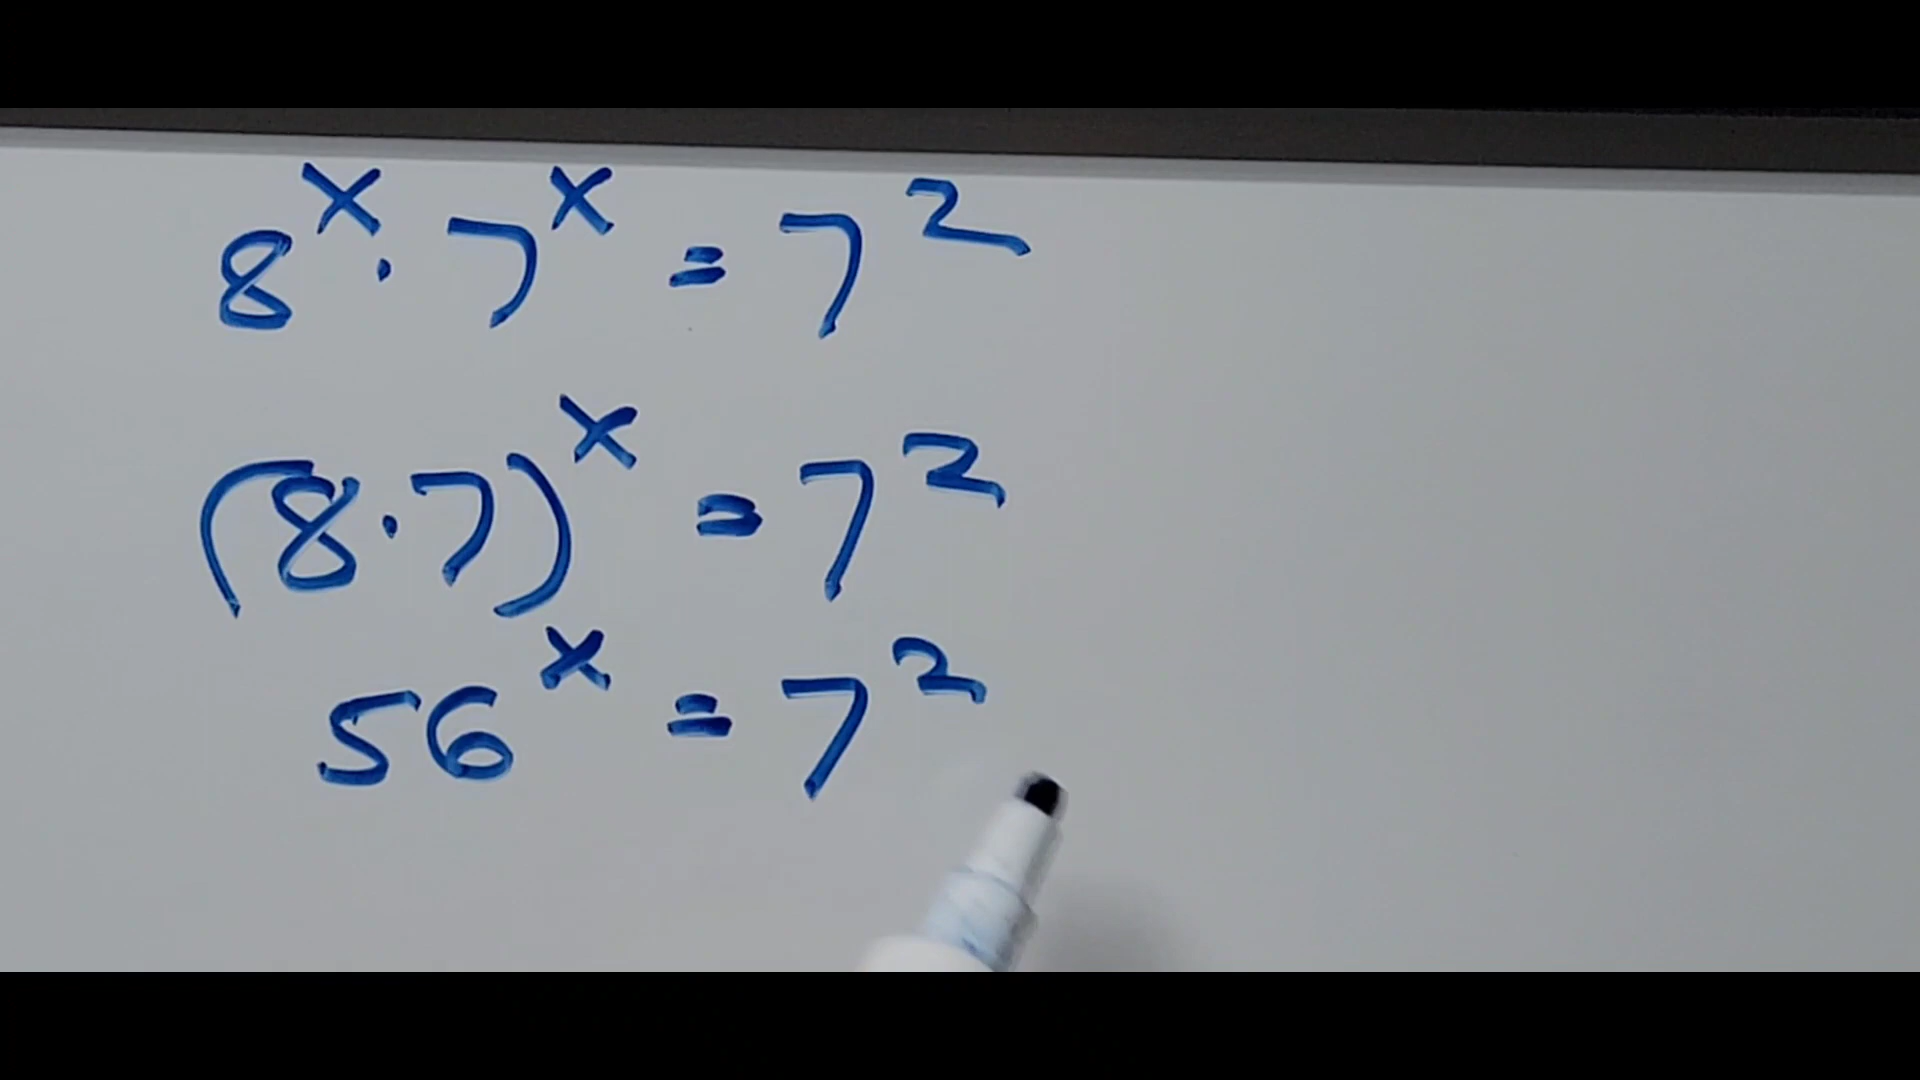 8^x · 7^x = 7^2
(8 · 7)^x = 7^2
56^x = 7^2